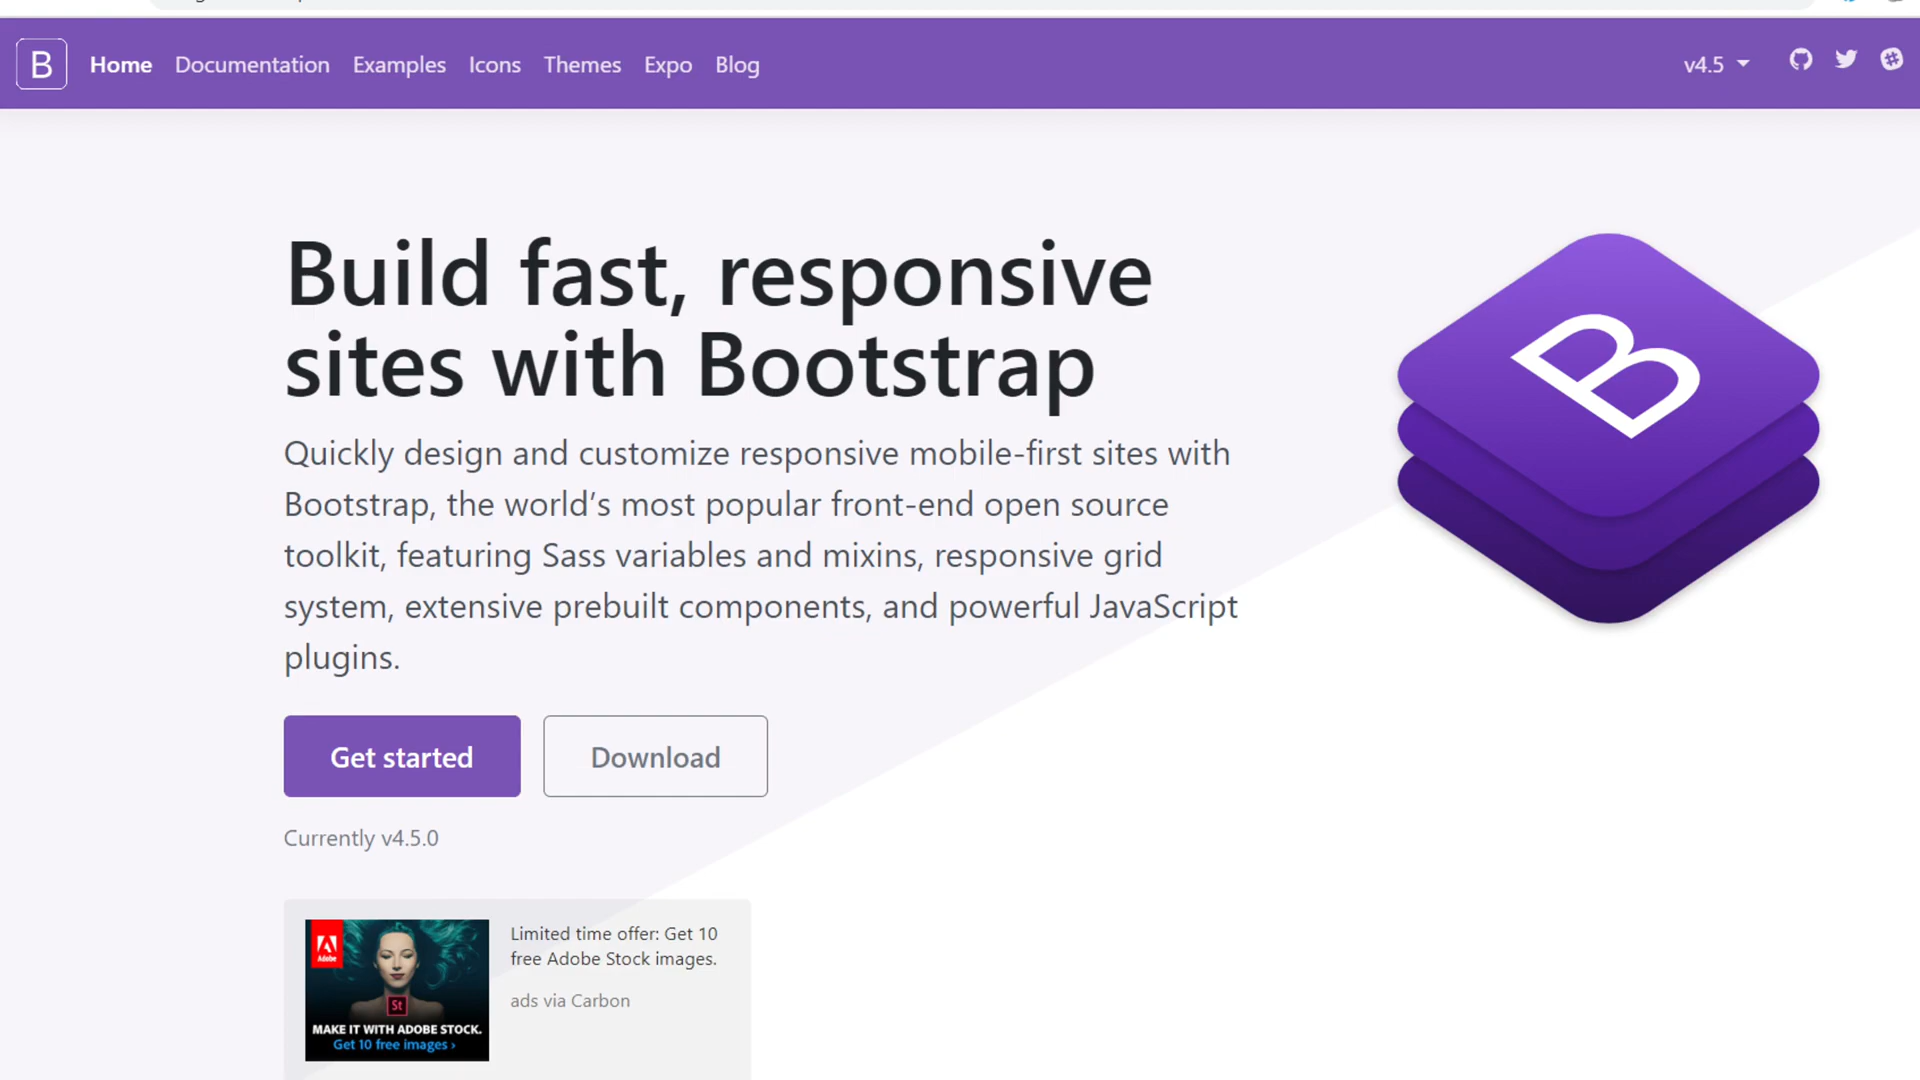 B Home Documentation Examples Icons Themes Expo Blog v4.5
Build fast, responsive
sites with Bootstrap
B
Quickly design and customize responsive mobile-first sites with
Bootstrap, the world’s most popular front-end open source
toolkit, featuring Sass variables and mixins, responsive grid
system, extensive prebuilt components, and powerful JavaScript
plugins.
Get started Download
Currently v4.5.0
Adobe
St
MAKE IT WITH ADOBE STOCK.
Get 10 free images ›
Limited time offer: Get 10
free Adobe Stock images.
ads via Carbon